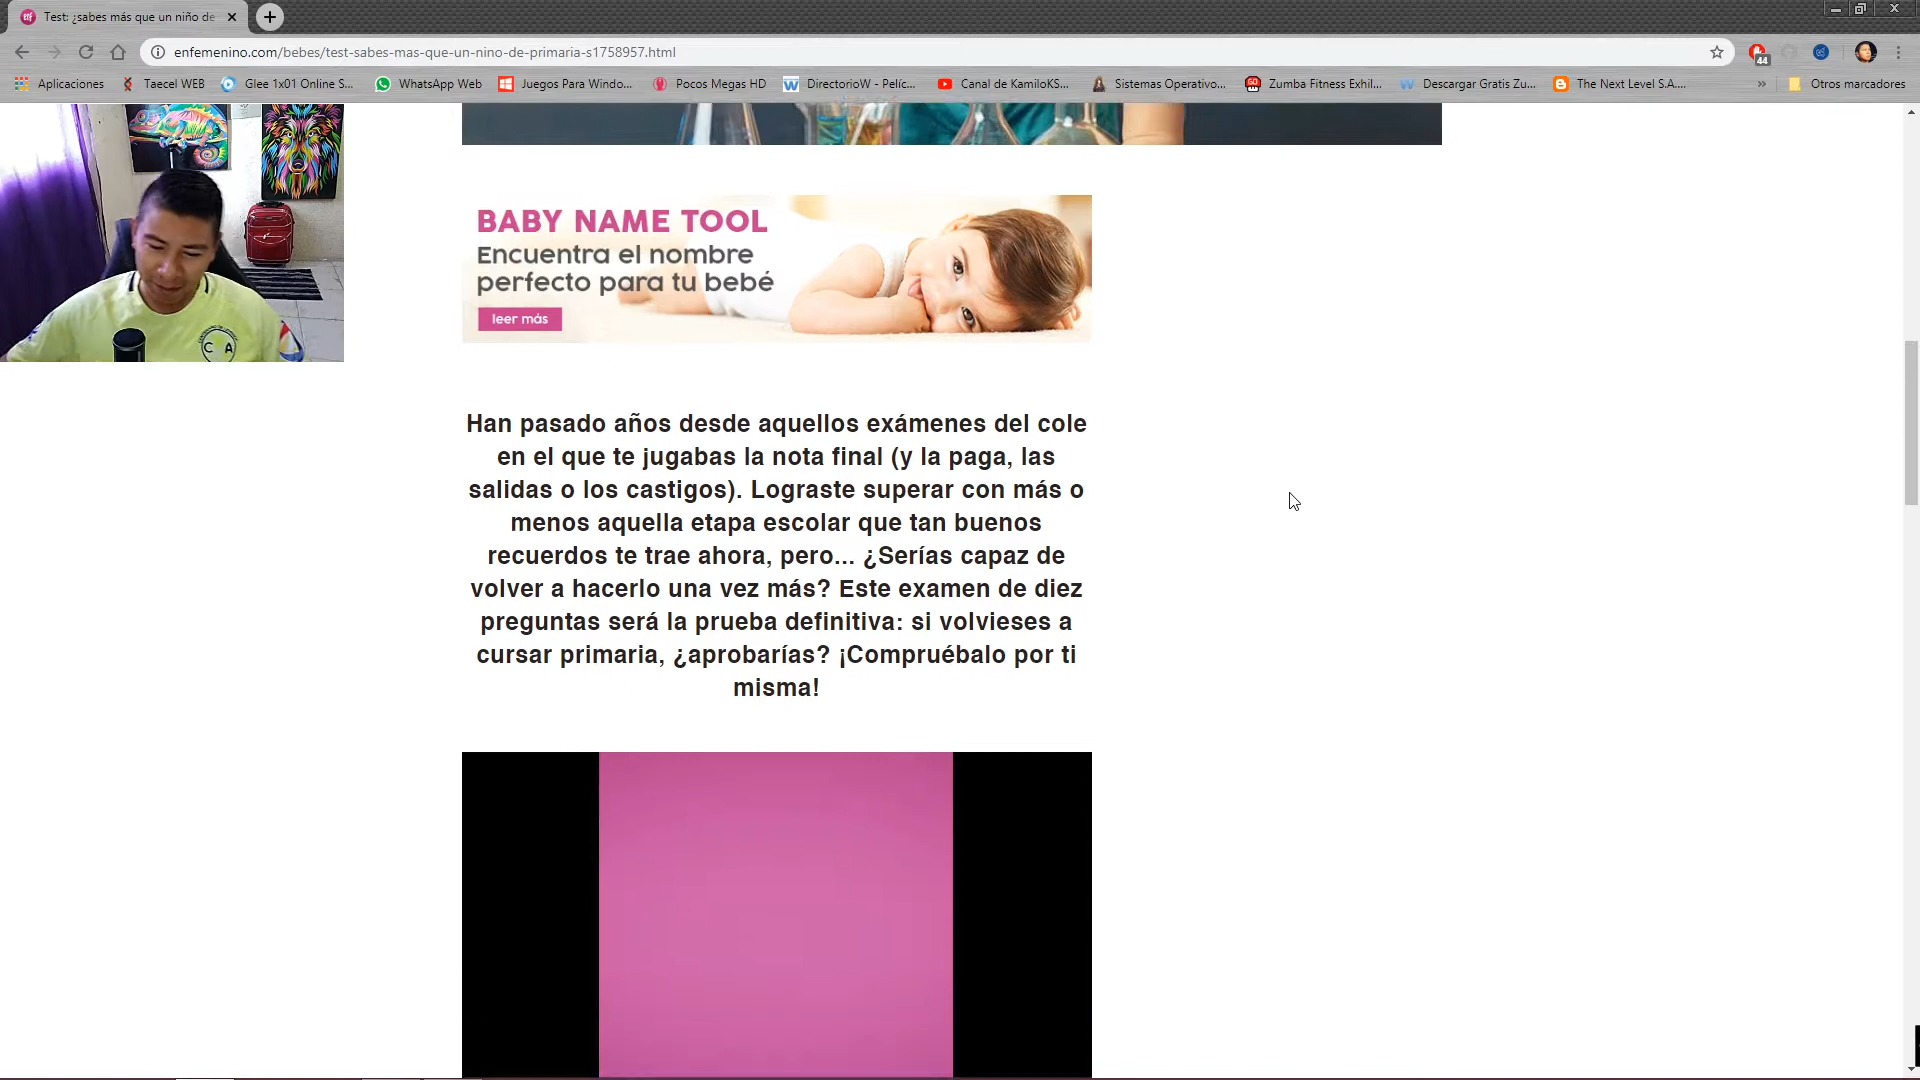 Test: ¿sabes más que un niño de
enfemenino.com/bebes/test-sabes-mas-que-un-nino-de-primaria-s1758957.html
44
Aplicaciones
Taecel WEB
Glee 1x01 Online S...
WhatsApp Web
Juegos Para Windo...
Pocos Megas HD
DirectorioW - Pelíc...
Canal de KamiloKS...
Sistemas Operativo...
Zumba Fitness Exhil...
Descargar Gratis Zu...
The Next Level S.A....
»
Otros marcadores
C A
BABY NAME TOOL
Encuentra el nombre
perfecto para tu bebé
leer más
Han pasado años desde aquellos exámenes del cole
en el que te jugabas la nota final (y la paga, las
salidas o los castigos). Lograste superar con más o
menos aquella etapa escolar que tan buenos
recuerdos te trae ahora, pero... ¿Serías capaz de
volver a hacerlo una vez más? Este examen de diez
preguntas será la prueba definitiva: si volvieses a
cursar primaria, ¿aprobarías? ¡Compruébalo por ti
misma!